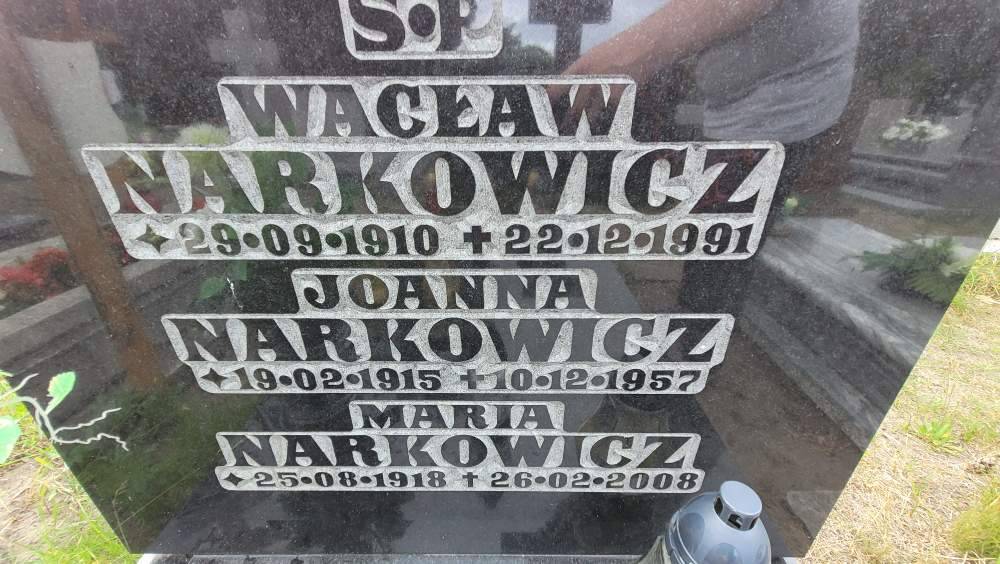 Ś•P
WACŁAW
NARKOWICZ
✦ 29•09•1910 ✝ 22•12•1991
JOANNA
NARKOWICZ
✦ 19•02•1915 ✝ 10•12•1957
MARIA
NARKOWICZ
✦ 25•08•1918 ✝ 26•02•2008